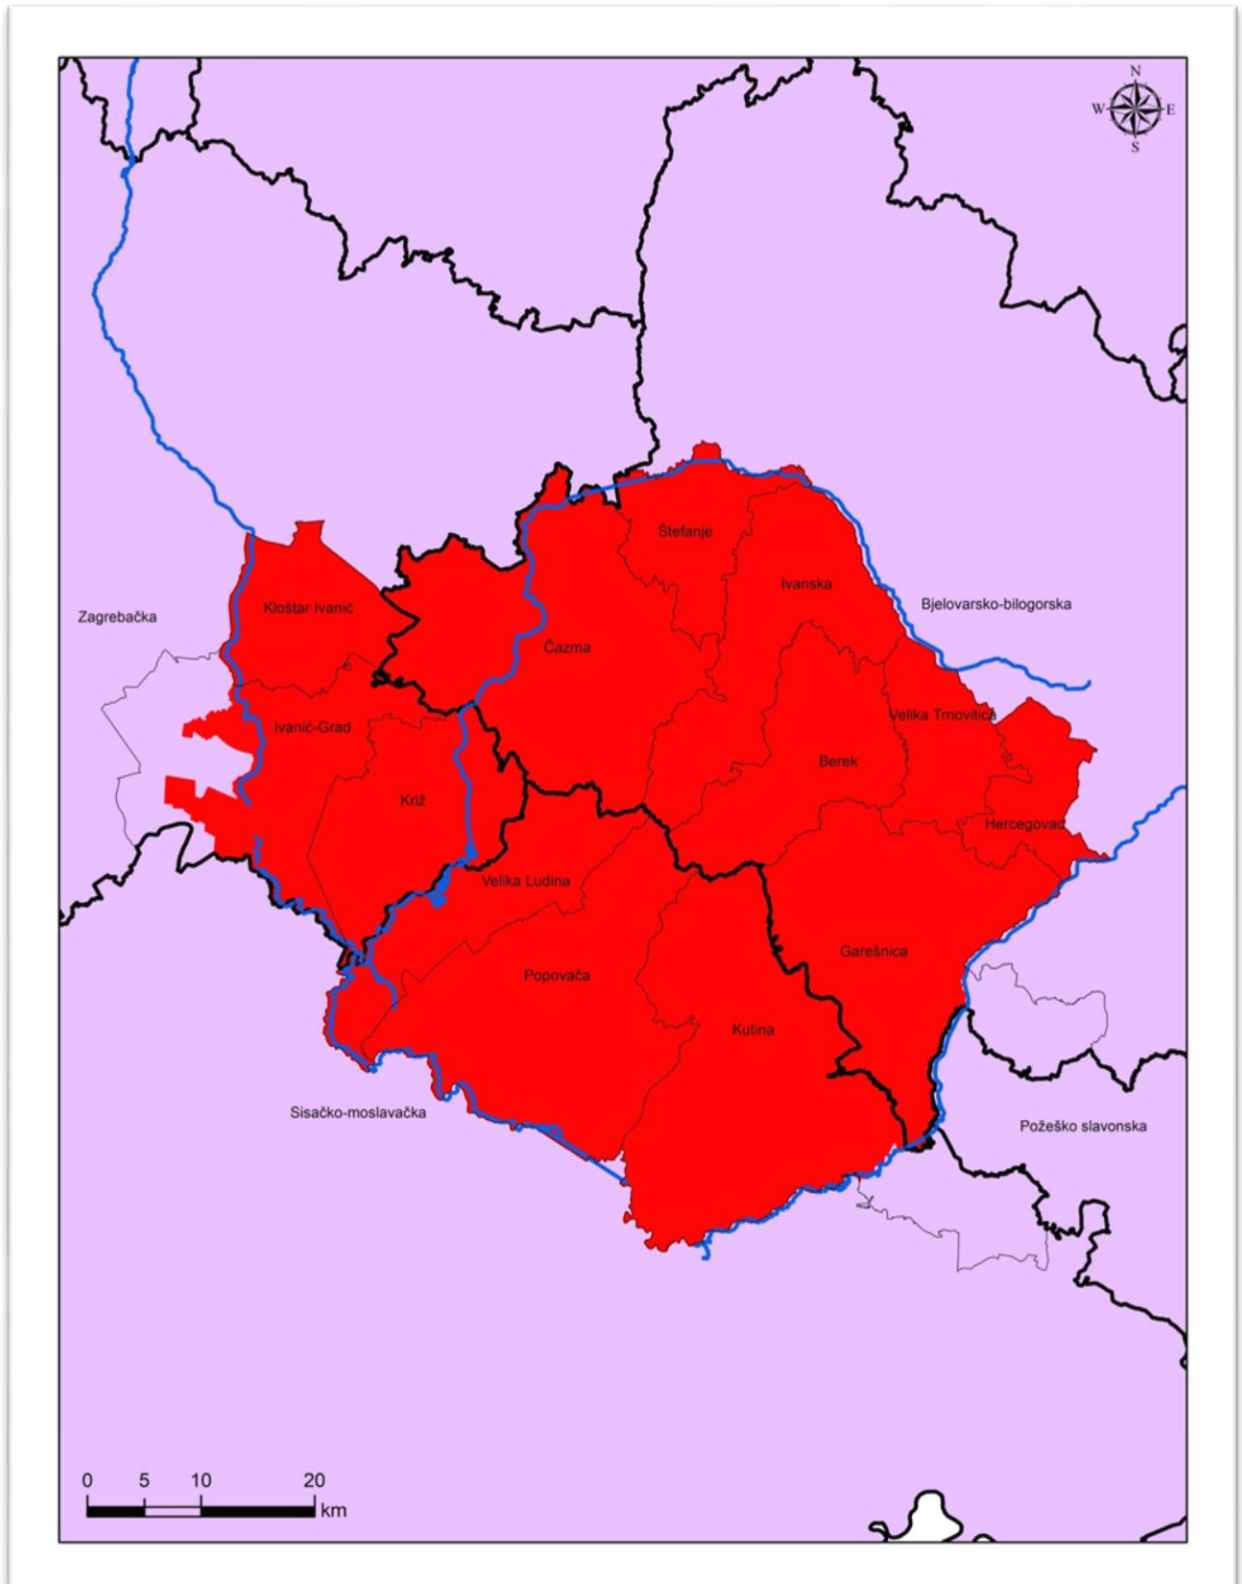 N
W E
S
Štefanje
Ivanska
Bjelovarsko-bilogorska
Kloštar Ivanić
Zagrebačka
Čazma
Velika Trnovitica
Ivanić-Grad
Berek
Križ
Hercegovac
Velika Ludina
Garešnica
Popovača
Kutina
Sisačko-moslavačka
Požeško slavonska
0 5 10 20
km